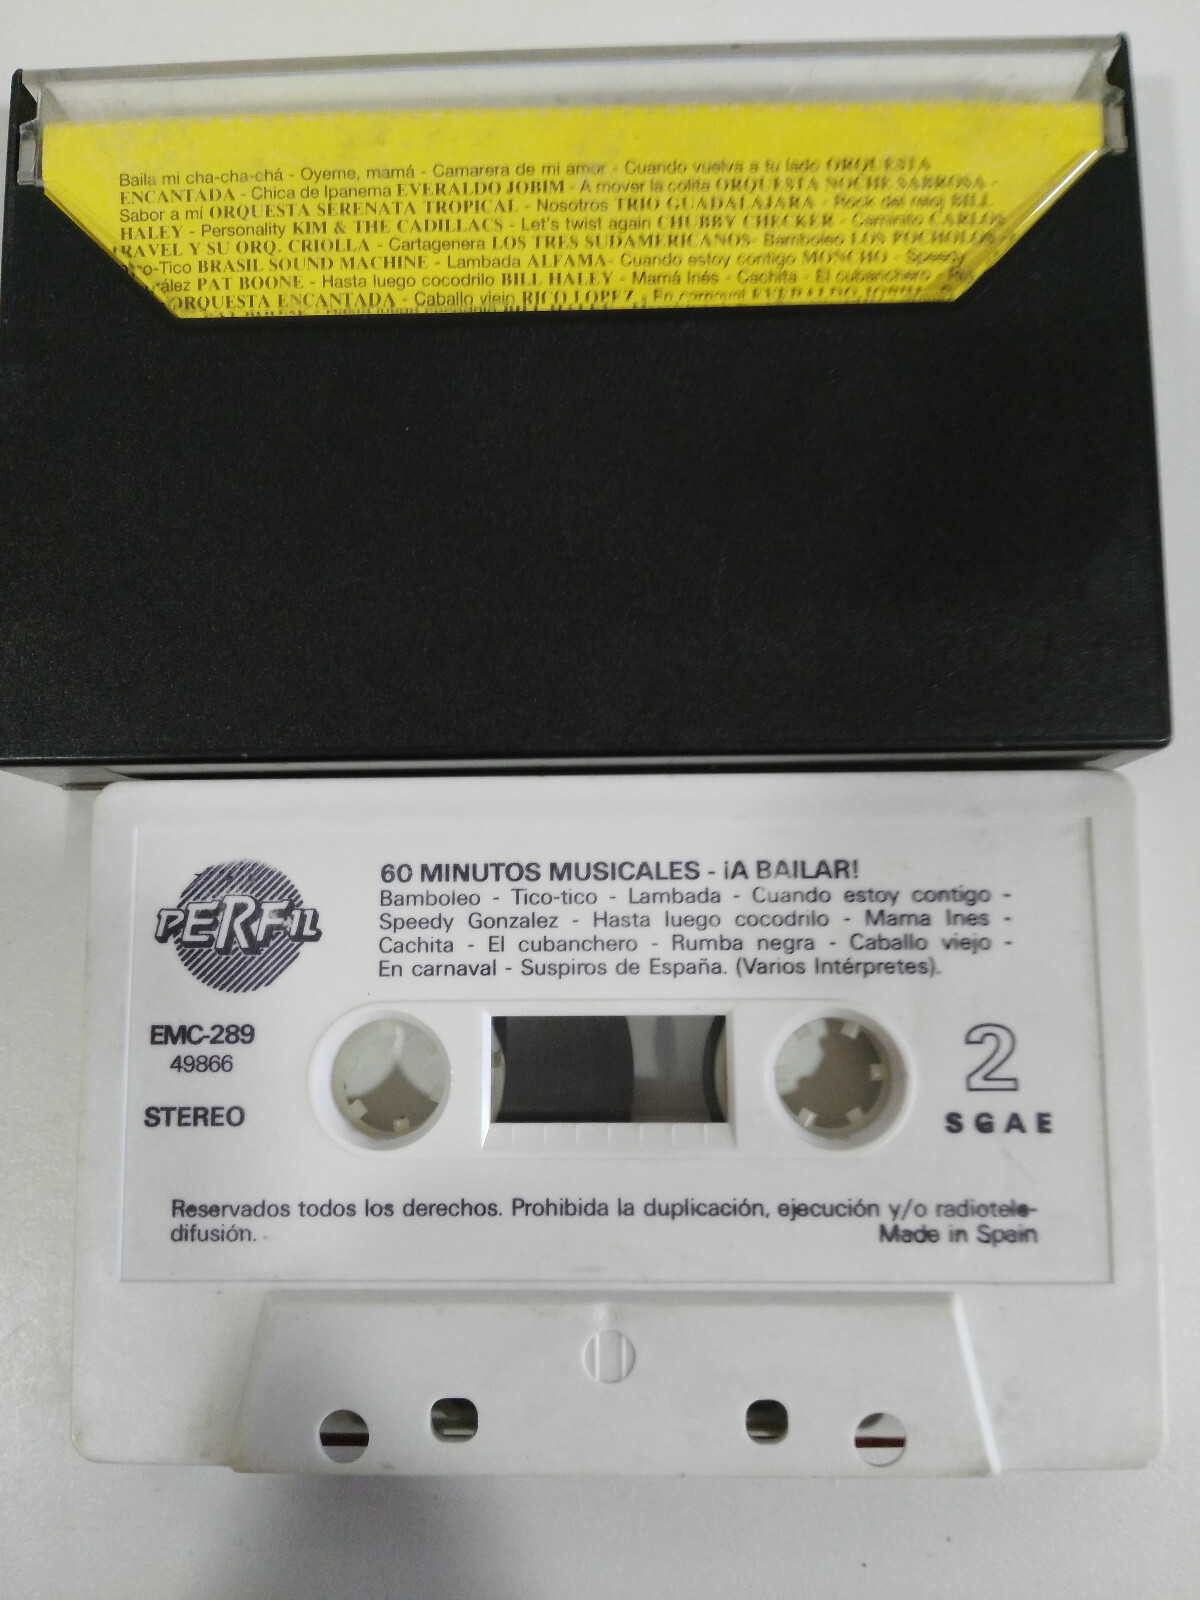 Baila mi cha-cha-chá - Oyeme, mamá - Camarera de mi amor - Cuando vuelva a tu lado ORQUESTA
ENCANTADA - Chica de Ipanema EVERALDO JOBIM - A mover la colita ORQUESTA NOCHE SABROSA -
Sabor a mi ORQUESTA SERENATA TROPICAL - Nosotros TRIO GUADALAJARA - Rock del reloj BILL
HALEY - Personality KIM & THE CADILLACS - Let's twist again CHUBBY CHECKER - Caminito CARLOS
RAVEL Y SU ORQ. CRIOLLA - Cartagenera LOS TRES SUDAMERICANOS- Bamboleo LOS POCHOLOS-
o-Tico BRASIL SOUND MACHINE - Lambada ALFAMA- Cuando estoy contigo MONCHO - Speedy
zález PAT BOONE - Hasta luego cocodrilo BILL HALEY - Mamá Inés - Cachita - El cubanchero -
ORQUESTA ENCANTADA - Caballo viejo RICO LOPEZ - En carnaval EVERALDO JOBIM
PERFIL
60 MINUTOS MUSICALES - ¡A BAILAR!
Bamboleo - Tico-tico - Lambada - Cuando estoy contigo -
Speedy Gonzalez - Hasta luego cocodrilo - Mama Ines -
Cachita - El cubanchero - Rumba negra - Caballo viejo -
En carnaval - Suspiros de España. (Varios Intérpretes).
EMC-289
49866
STEREO
2
SGAE
Reservados todos los derechos. Prohibida la duplicación, ejecución y/o radiotele-
difusión.
Made in Spain